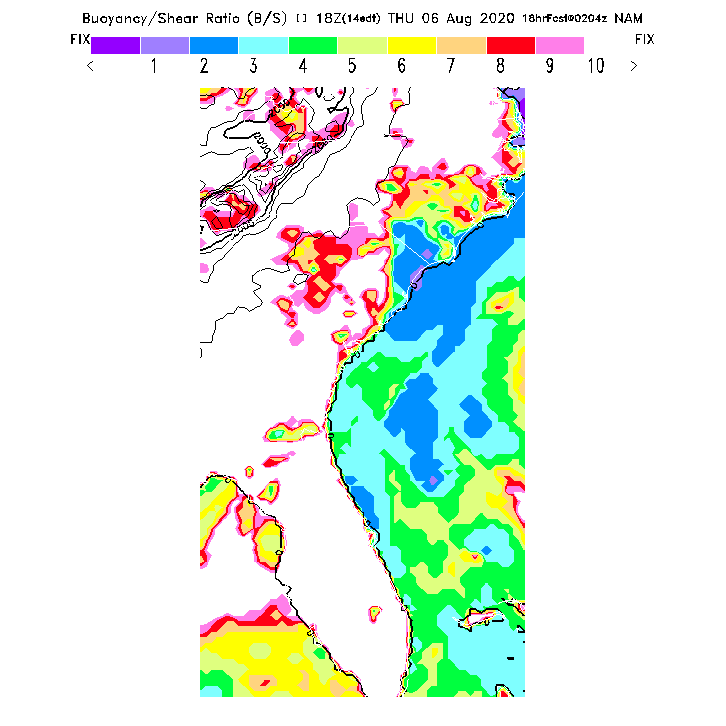 Buoyancy/Shear Ratio (B/S) [] 18Z(14edt) THU 06 Aug 2020 18hrFcst@0204z NAM
FIX FIX
< 1 2 3 4 5 6 7 8 9 10 >